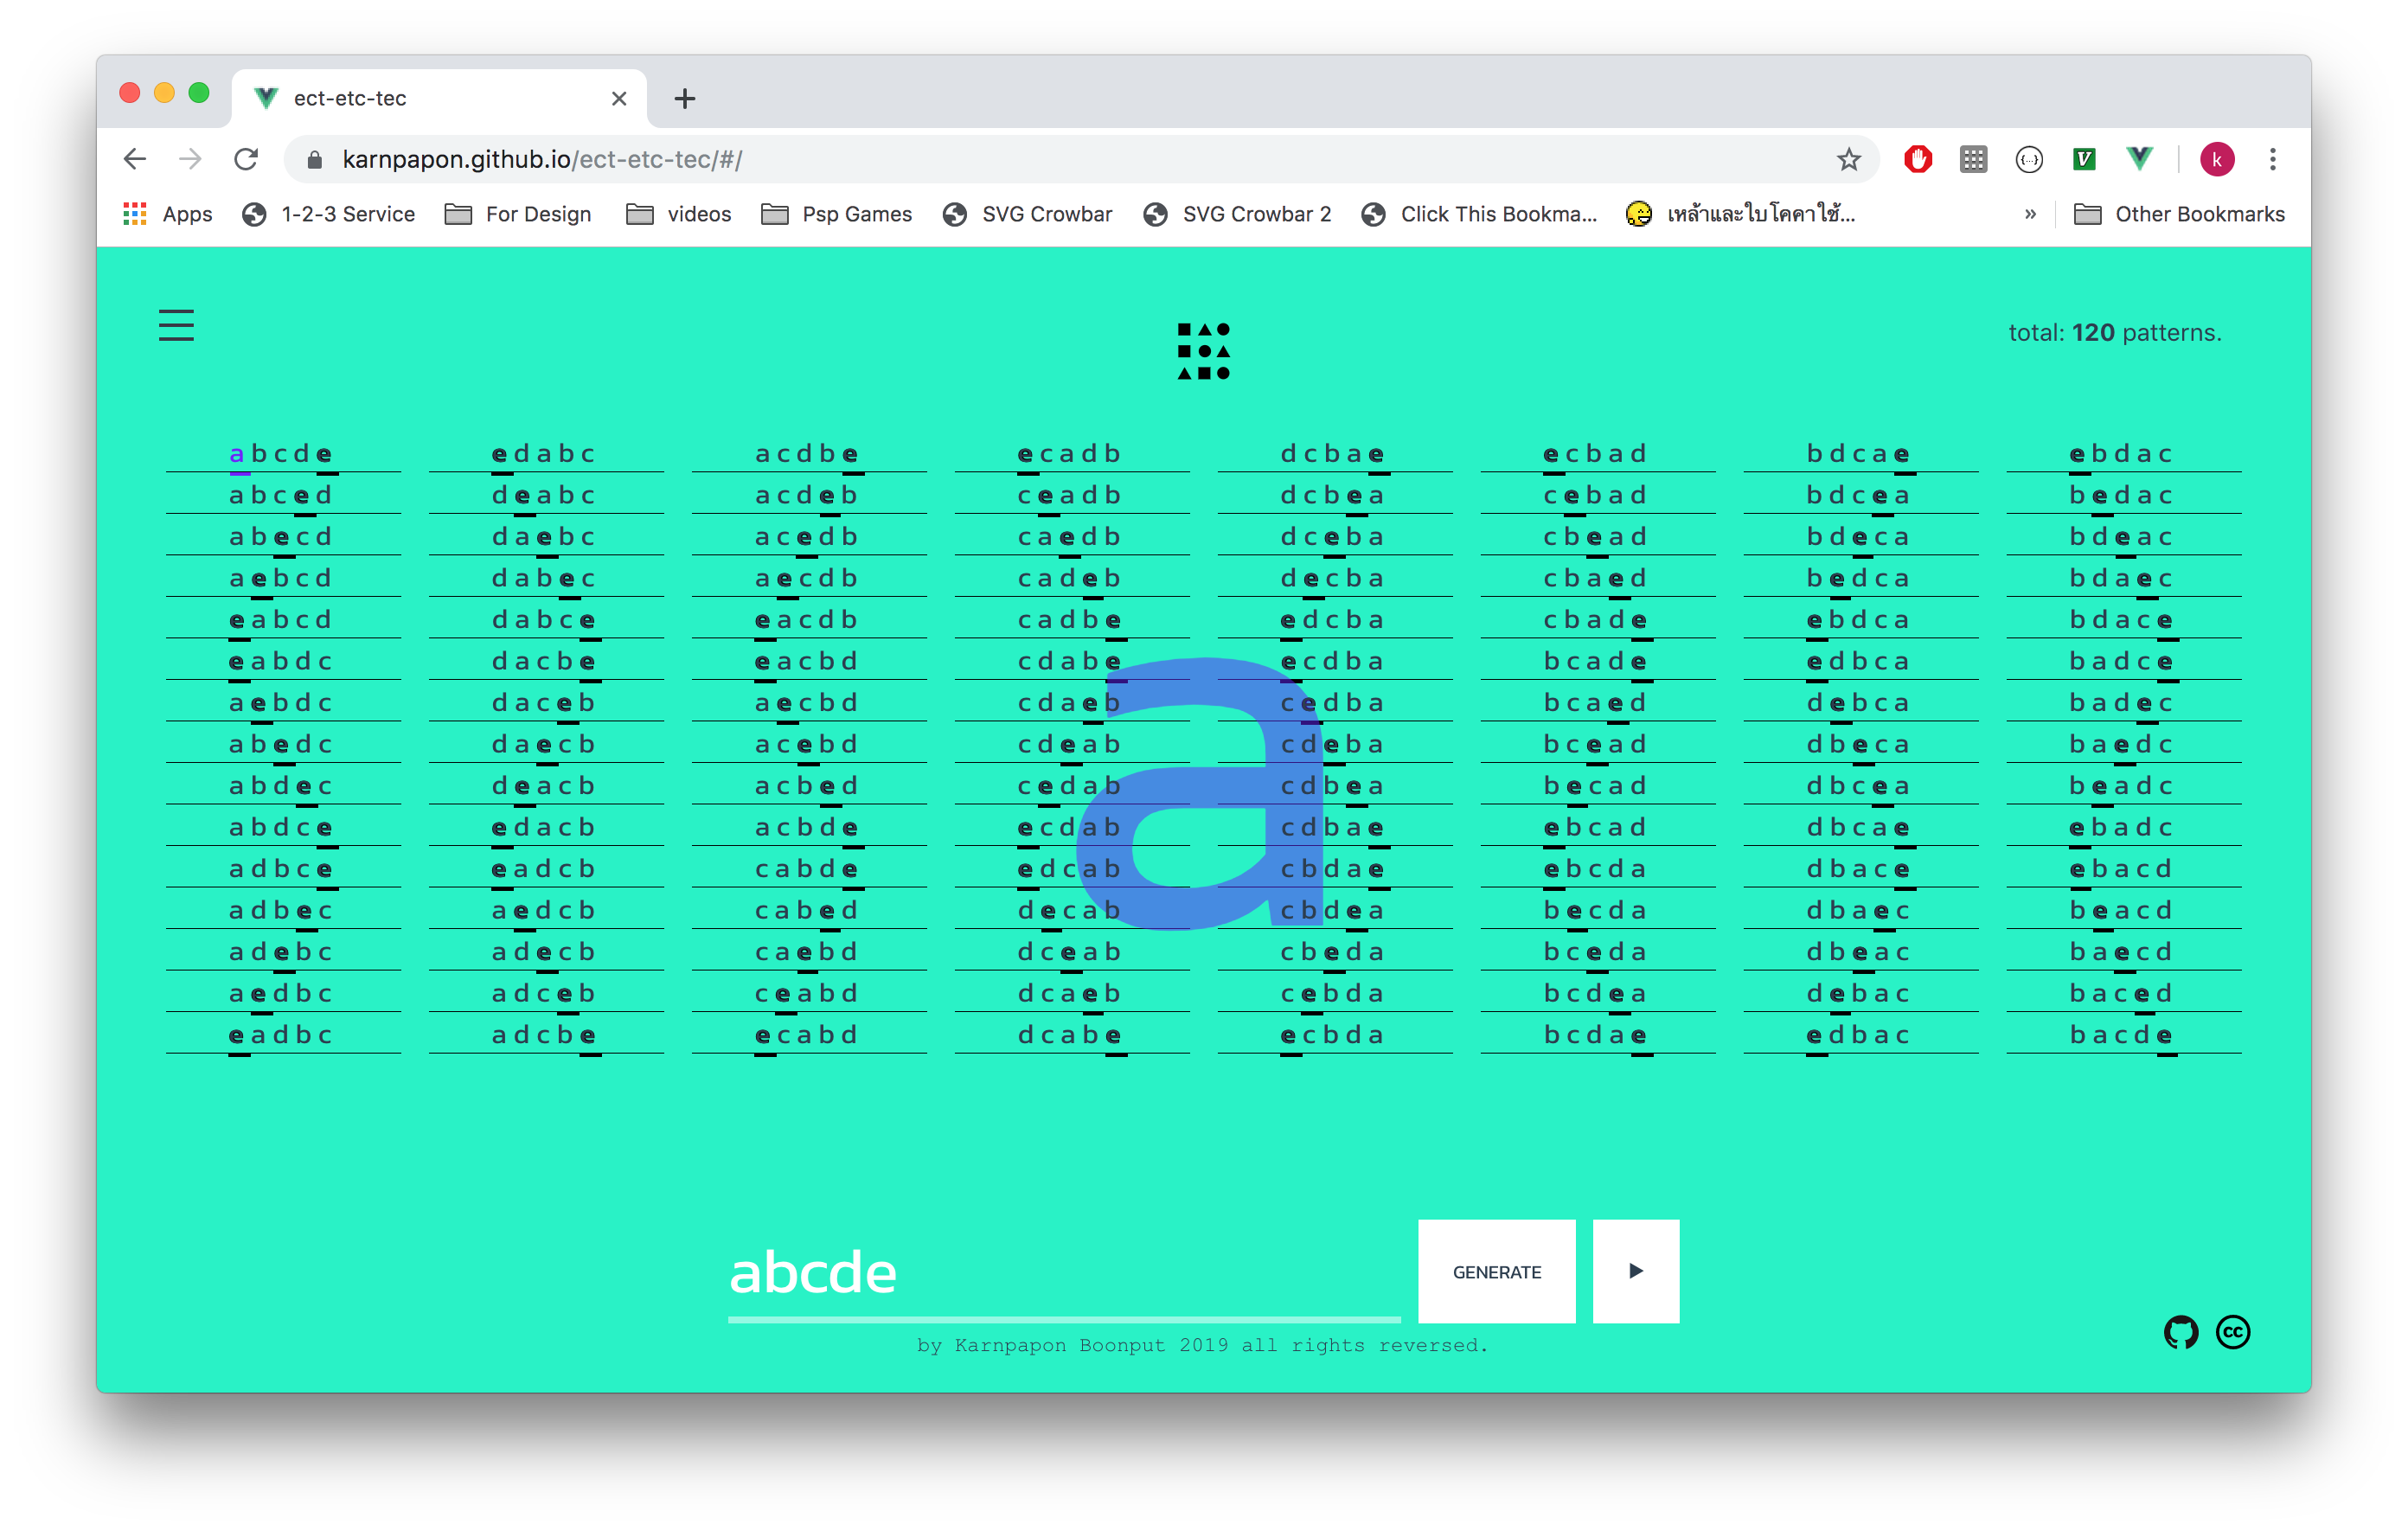 ect-etc-tec
karnpapon.github.io/ect-etc-tec/#/
k
Apps 1-2-3 Service For Design videos Psp Games SVG Crowbar SVG Crowbar 2 Click This Bookma... เหล้าและใบโคคาใช้... » Other Bookmarks
total: 120 patterns.
abcde edabc acdbe ecadb dcbae ecbad bdcae ebdac
abced deabc acdeb ceadb dcbea cebad bdcea bedac
abecd daebc acedb caedb dceba cbead bdeca bdeac
aebcd dabec aecdb cadeb decba cbaed bedca bdaec
eabcd dabce eacdb cadbe edcba cbade ebdca bdace
eabdc dacbe eacbd cdabe ecdba bcade edbca badce
aebdc daceb aecbd cdaeb cedba bcaed debca badec
abedc daecb acebd cdeab cdeba bcead dbeca baedc
abdec deacb acbed cedab cdbea becad dbcea beadc
abdce edacb acbde ecdab cdbae ebcad dbcae ebadc
adbce eadcb cabde edcab cbdae ebcda dbace ebacd
adbec aedcb cabed decab cbdea becda dbaec beacd
adebc adecb caebd dceab cbeda bceda dbeac baecd
aedbc adceb ceabd dcaeb cebda bcdea debac baced
eadbc adcbe ecabd dcabe ecbda bcdae edbac bacde
a
abcde
GENERATE
by Karnpapon Boonput 2019 all rights reversed.
cc